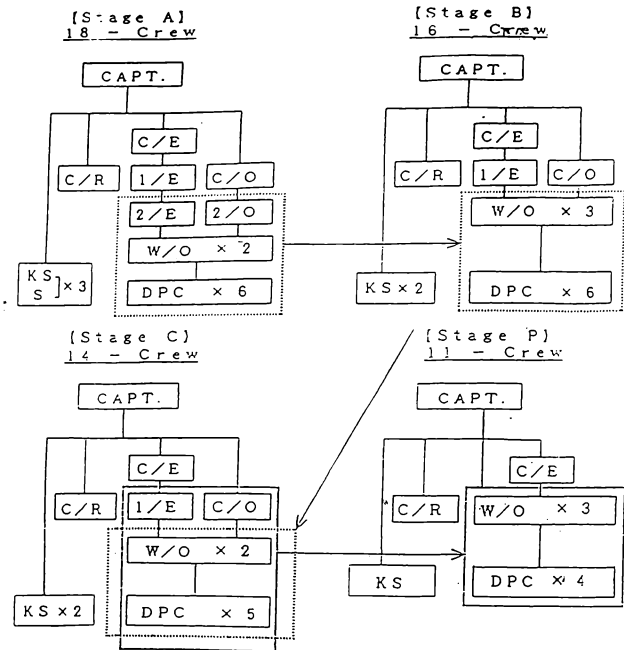 [Stage A]
18 - Crew
CAPT.
C/E
C/R
1/E
C/O
2/E
2/O
W/O × 2
KS
S ]×3
DPC × 6
[Stage B]
16 - Crew
CAPT.
C/E
C/R
1/E
C/O
W/O × 3
KS×2
DPC × 6
[Stage C]
14 - Crew
CAPT.
C/E
C/R
1/E
C/O
W/O × 2
KS×2
DPC × 5
[Stage P]
11 - Crew
CAPT.
C/E
C/R
W/O × 3
KS
DPC × 4